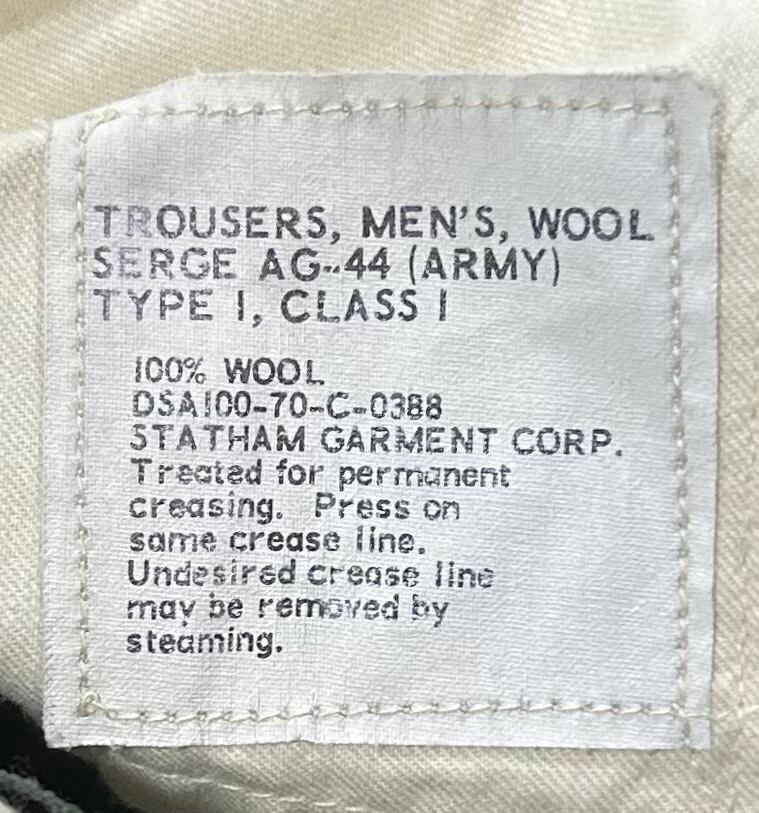 TROUSERS, MEN'S, WOOL
SERGE AG-44 (ARMY)
TYPE I, CLASS I
100% WOOL
DSA100-70-C-0388
STATHAM GARMENT CORP.
Treated for permanent
creasing. Press on
same crease line.
Undesired crease line
may be removed by
steaming.